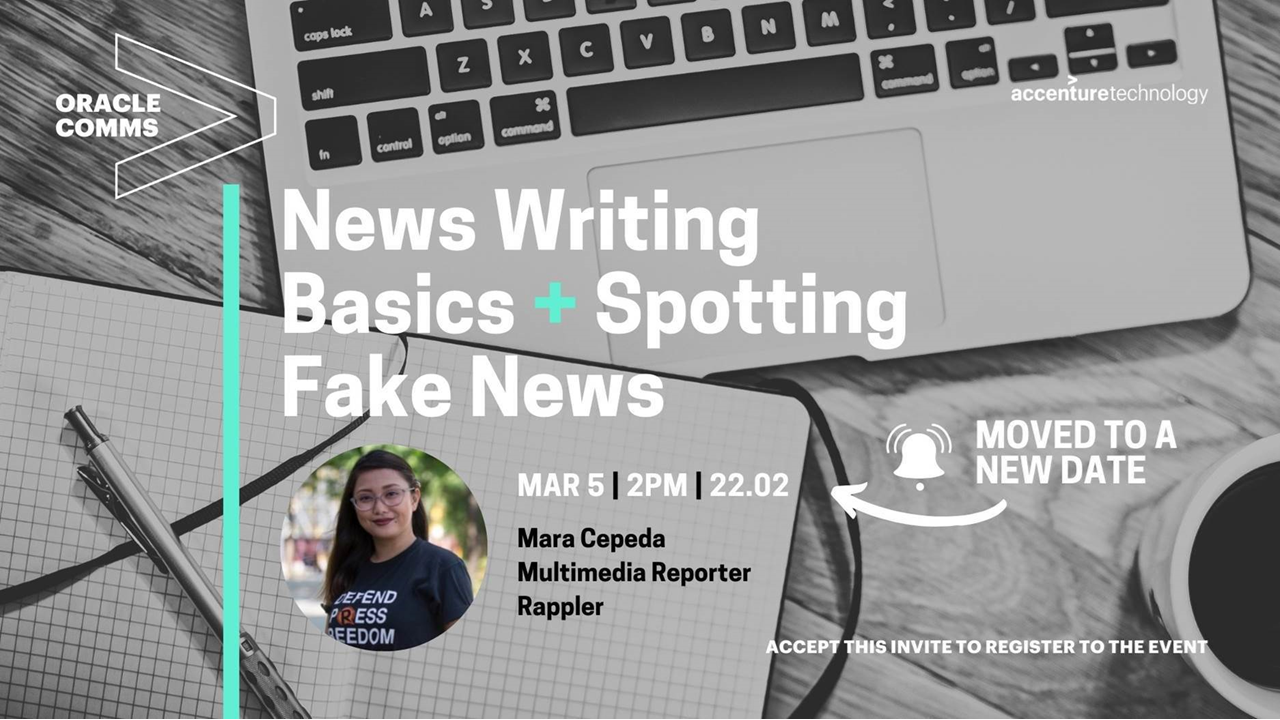 A S
caps lock
Z X C V B N M < ,
> .
? /
shift
⌘
command
alt
option
fn
control
alt
option
⌘
command
ORACLE
COMMS
accenturetechnology
News Writing
Basics + Spotting
Fake News
MOVED TO A
NEW DATE
MAR 5 | 2PM | 22.02
Mara Cepeda
Multimedia Reporter
Rappler
DEFEND
PRESS
FREEDOM
ACCEPT THIS INVITE TO REGISTER TO THE EVENT